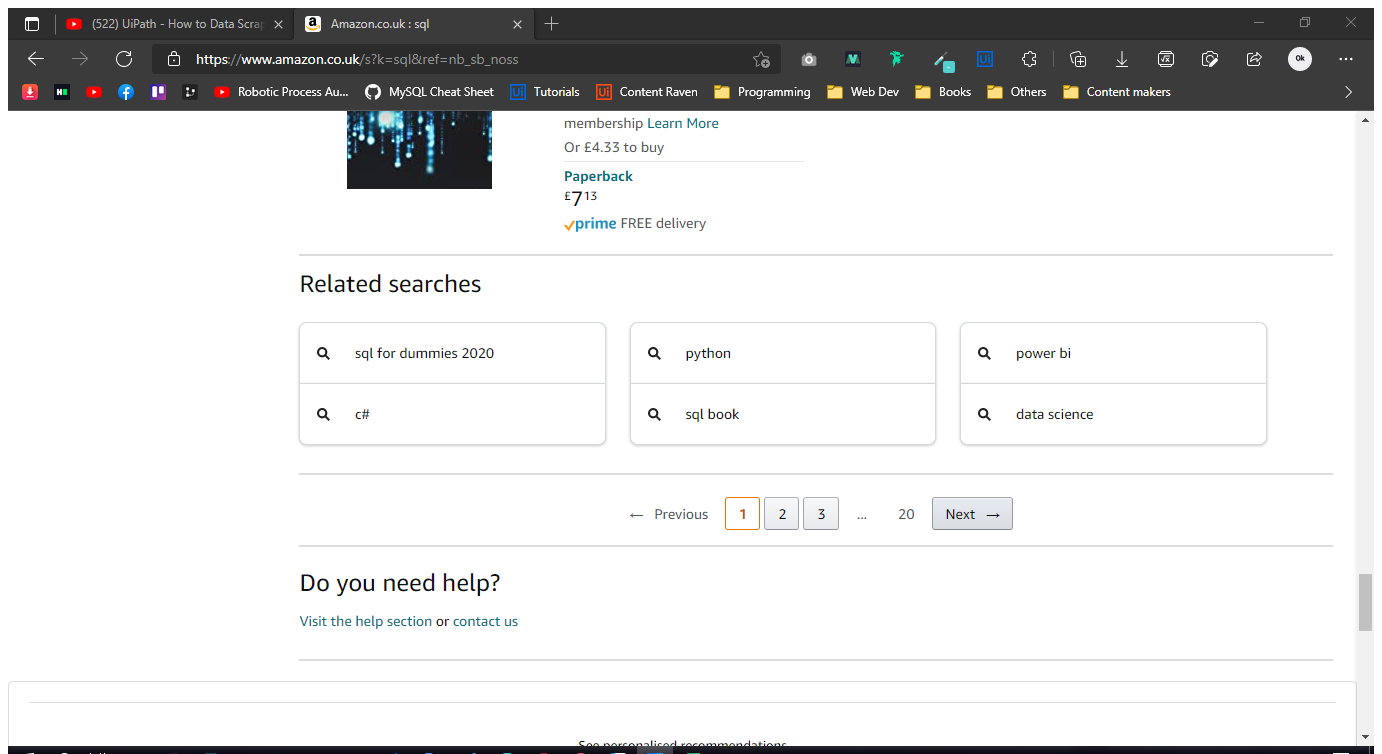 (522) UiPath - How to Data Scrap
Amazon.co.uk : sql
https://www.amazon.co.uk/s?k=sql&ref=nb_sb_noss
Ok
Robotic Process Au...
MySQL Cheat Sheet
Tutorials
Content Raven
Programming
Web Dev
Books
Others
Content makers
membership Learn More
Or £4.33 to buy
Paperback
£7 13
prime FREE delivery
Related searches
sql for dummies 2020
python
power bi
c#
sql book
data science
← Previous 1 2 3 ... 20 Next →
Do you need help?
Visit the help section or contact us
See personalised recommendations